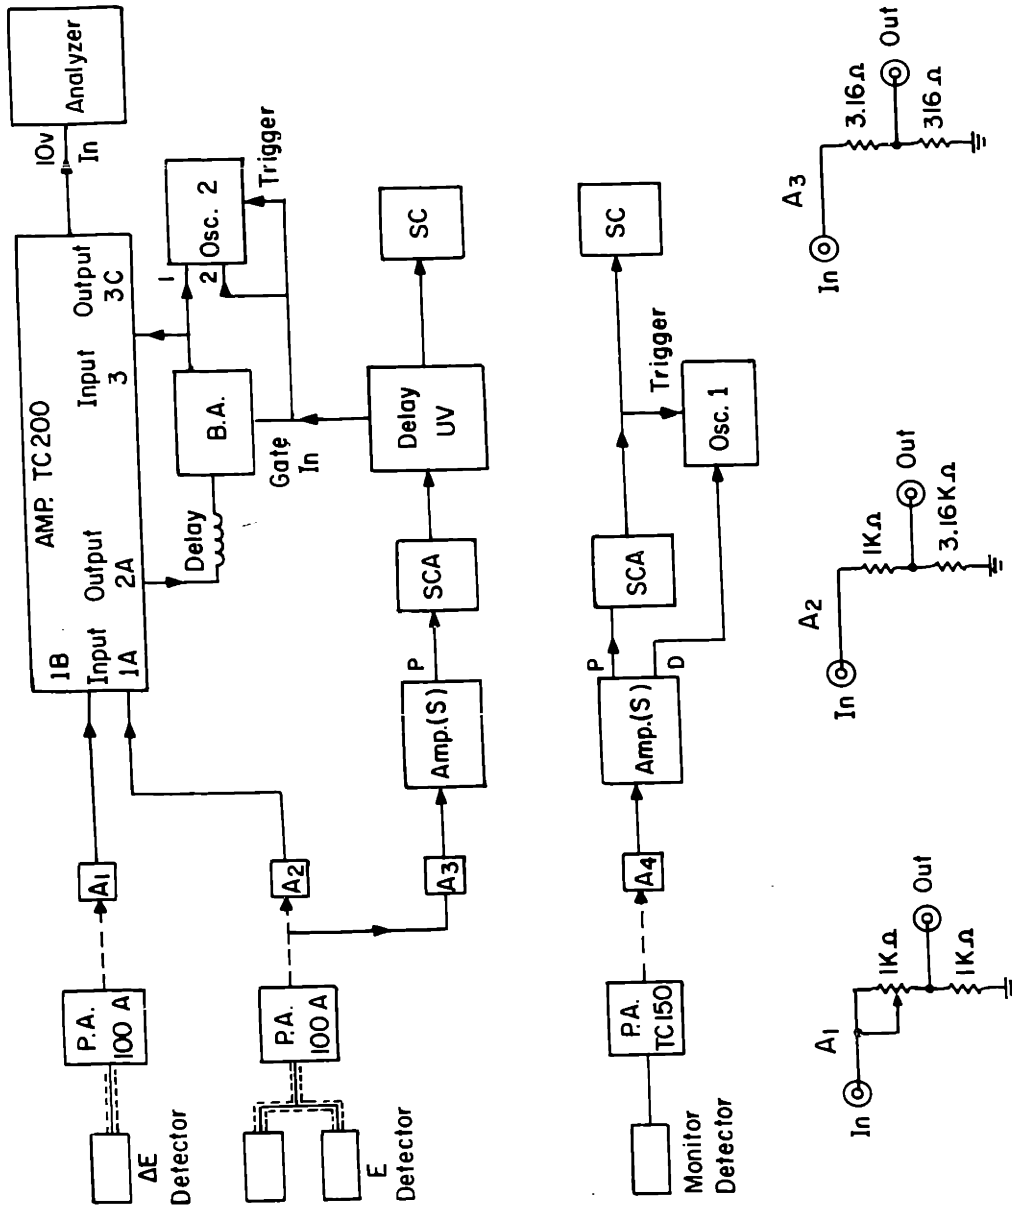 ΔE
Detector
P.A.
100 A
A1
1B
Input
1A
AMP. TC200
Output
2A
Input
3
Output
3C
10v
In
Analyzer
Delay
B.A.
Gate
In
1
2
Osc. 2
Trigger
E
Detector
P.A.
100 A
A2
A3
Amp.(S)
P
SCA
Delay
UV
SC
Monitor
Detector
P.A.
TC150
A4
Amp.(S)
P
D
SCA
Trigger
Osc. 1
SC
In
A1
1KΩ
Out
1KΩ
In
A2
1KΩ
Out
3.16KΩ
In
A3
3.16Ω
Out
316Ω